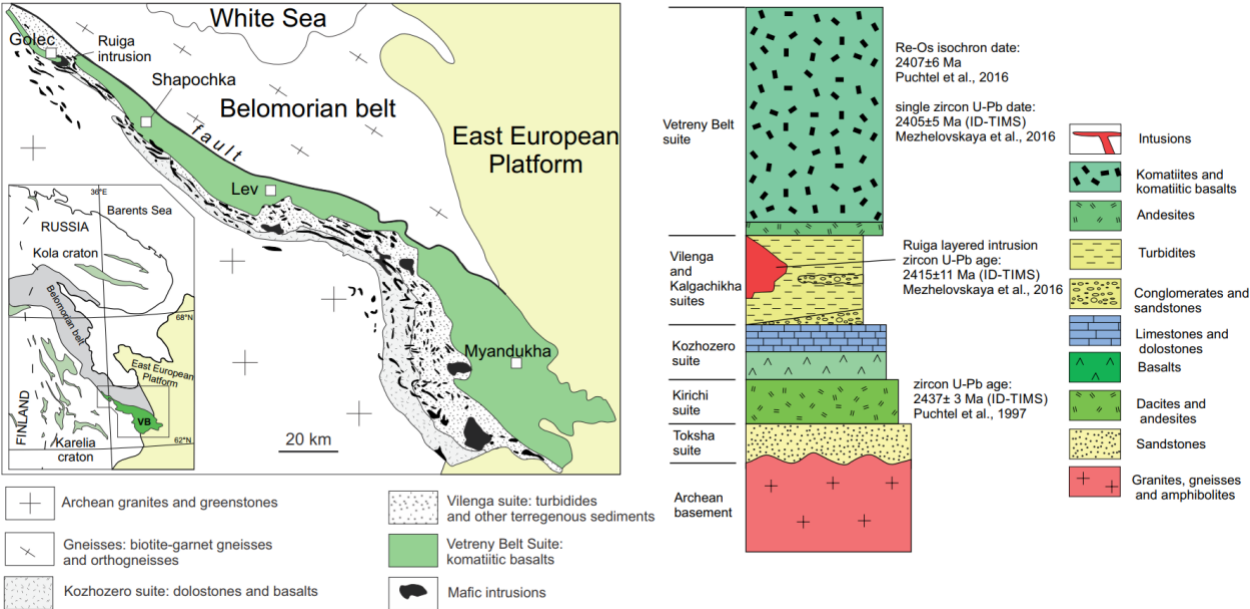 White Sea
Golec
Ruiga
intrusion
Shapochka
Belomorian belt
fault
East European
Platform
Lev
Myandukha
20 km
36°E
Barents Sea
RUSSIA
Kola craton
Belomorian belt
68°N
East European
Platform
FINLAND
VB
Karelia
craton
62°N
Archean granites and greenstones
Gneisses: biotite-garnet gneisses
and orthogneisses
Kozhozero suite: dolostones and basalts
Vilenga suite: turbidides
and other terregenous sediments
Vetreny Belt Suite:
komatiitic basalts
Mafic intrusions
Vetreny Belt
suite
Vilenga
and
Kalgachikha
suites
Kozhozero
suite
Kirichi
suite
Toksha
suite
Archean
basement
Re-Os isochron date:
2407±6 Ma
Puchtel et al., 2016
single zircon U-Pb date:
2405±5 Ma (ID-TIMS)
Mezhelovskaya et al., 2016
Ruiga layered intrusion
zircon U-Pb age:
2415±11 Ma (ID-TIMS)
Mezhelovskaya et al., 2016
zircon U-Pb age:
2437± 3 Ma (ID-TIMS)
Puchtel et al., 1997
Intusions
Komatiites and
komatiitic basalts
Andesites
Turbidites
Conglomerates and
sandstones
Limestones and
dolostones
Basalts
Dacites and
andesites
Sandstones
Granites, gneisses
and amphibolites